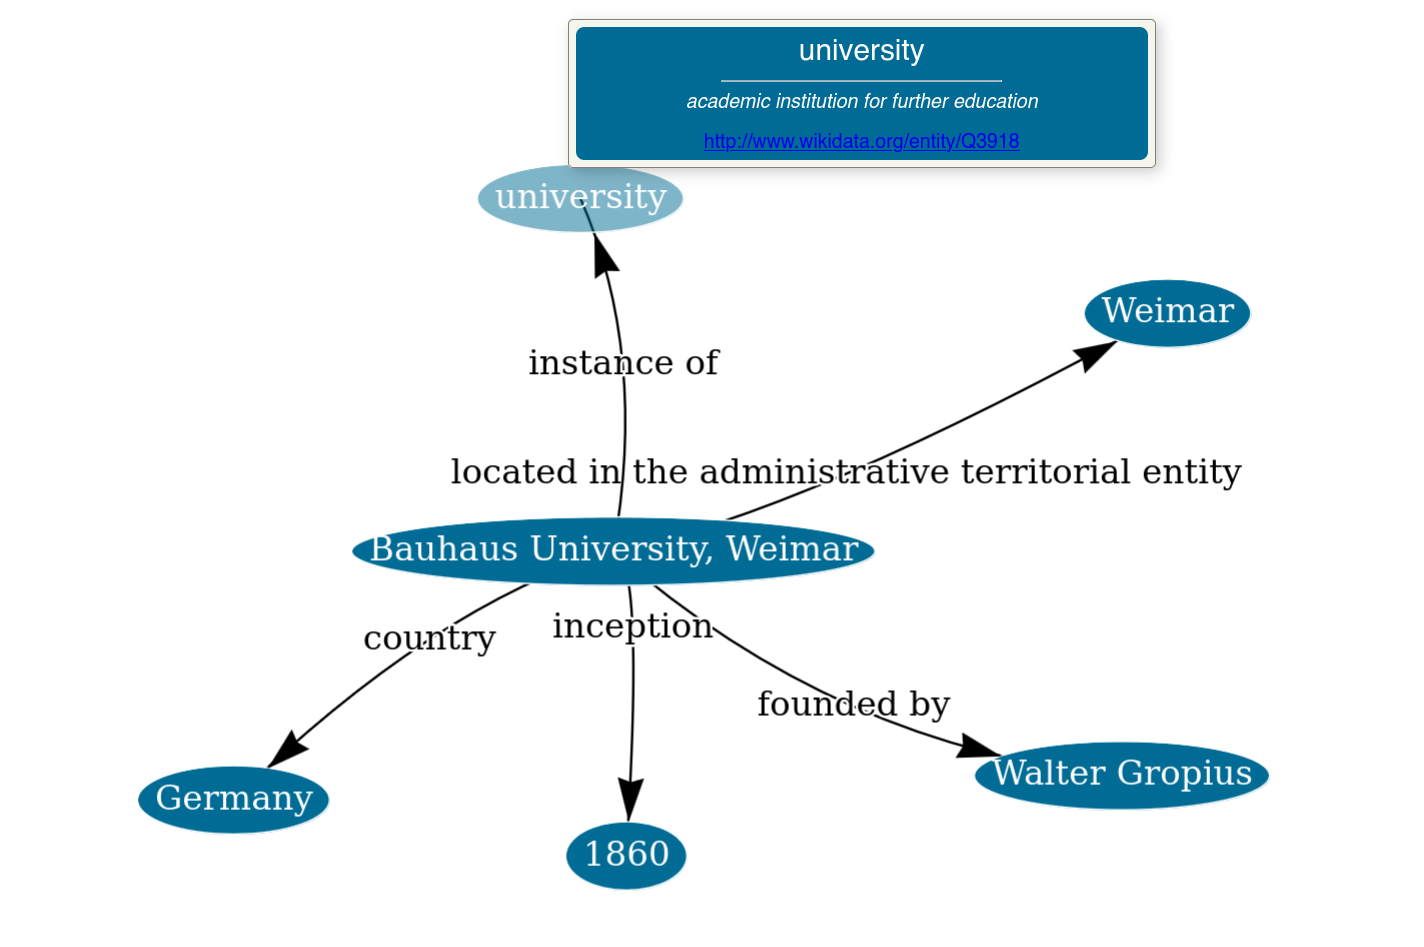 university
academic institution for further education
http://www.wikidata.org/entity/Q3918
university
Weimar
instance of
located in the administrative territorial entity
Bauhaus University, Weimar
country
inception
founded by
Germany
1860
Walter Gropius